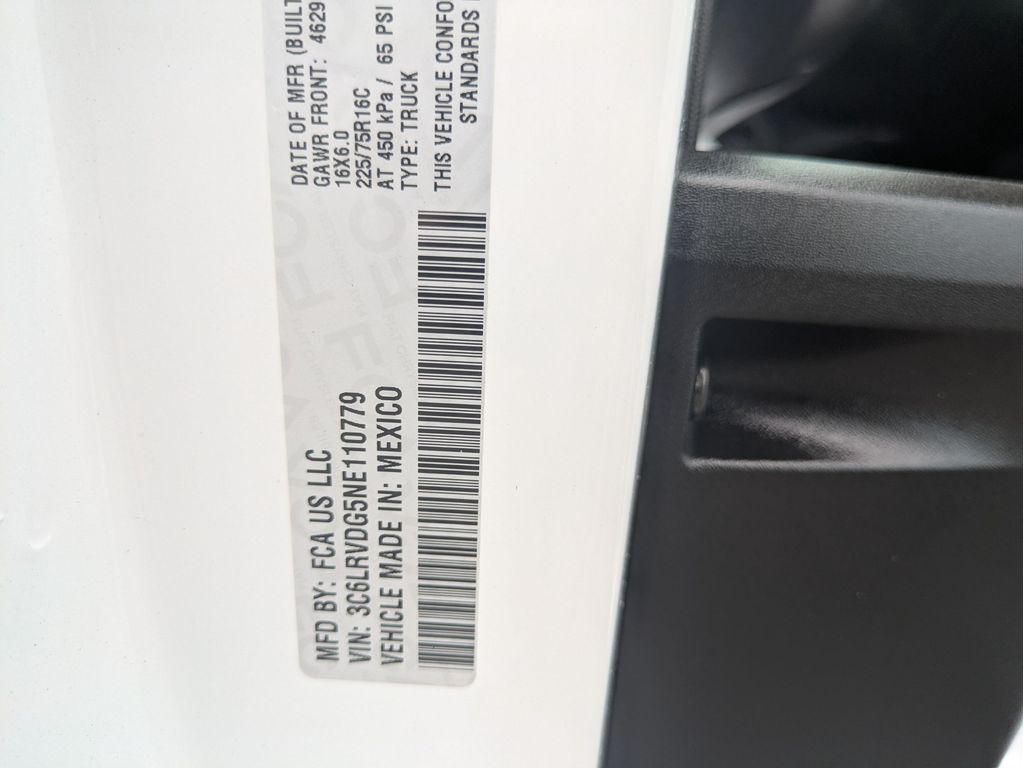 MFD BY: FCA US LLC
VIN: 3C6LRVDG5NE110779
VEHICLE MADE IN: MEXICO
DATE OF MFR (BUILT
GAWR FRONT: 4629
16X6.0
225/75R16C
AT 450 kPa / 65 PSI
TYPE: TRUCK
THIS VEHICLE CONFO
STANDARDS